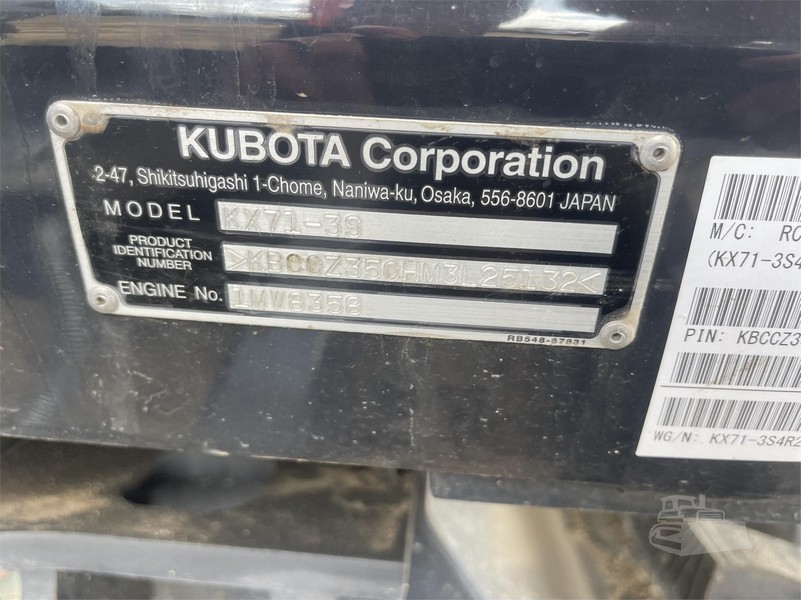 KUBOTA Corporation
2-47, Shikitsuhigashi 1-Chome, Naniwa-ku, Osaka, 556-8601 JAPAN
MODEL KX71-3S
PRODUCT
IDENTIFICATION
NUMBER >KBCCZ35CHM3L25132<
ENGINE No. 1MW8358
RB548-57831
M/C: RC
(KX71-3S4
PIN: KBCCZ3
WG/N: KX71-3S4R2